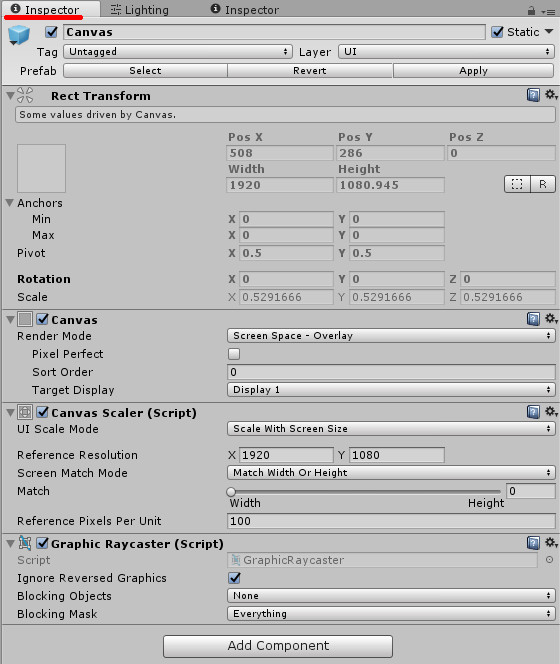 Inspector Lighting Inspector
Canvas Static
Tag Untagged Layer UI
Prefab Select Revert Apply
Rect Transform
Some values driven by Canvas.
Pos X Pos Y Pos Z
508 286 0
Width Height
1920 1080.945
R
Anchors
Min X 0 Y 0
Max X 0 Y 0
Pivot X 0.5 Y 0.5
Rotation X 0 Y 0 Z 0
Scale X 0.5291666 Y 0.5291666 Z 0.5291666
Canvas
Render Mode Screen Space - Overlay
Pixel Perfect
Sort Order 0
Target Display Display 1
Canvas Scaler (Script)
UI Scale Mode Scale With Screen Size
Reference Resolution X 1920 Y 1080
Screen Match Mode Match Width Or Height
Match 0
Width Height
Reference Pixels Per Unit 100
Graphic Raycaster (Script)
Script GraphicRaycaster
Ignore Reversed Graphics
Blocking Objects None
Blocking Mask Everything
Add Component